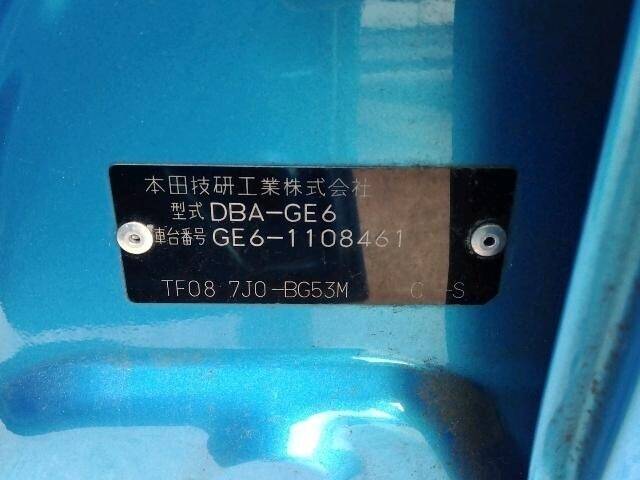 本田技研工業株式会社
型式 DBA-GE6
車台番号 GE6-1108461
TF08 7J0-BG53M C -S